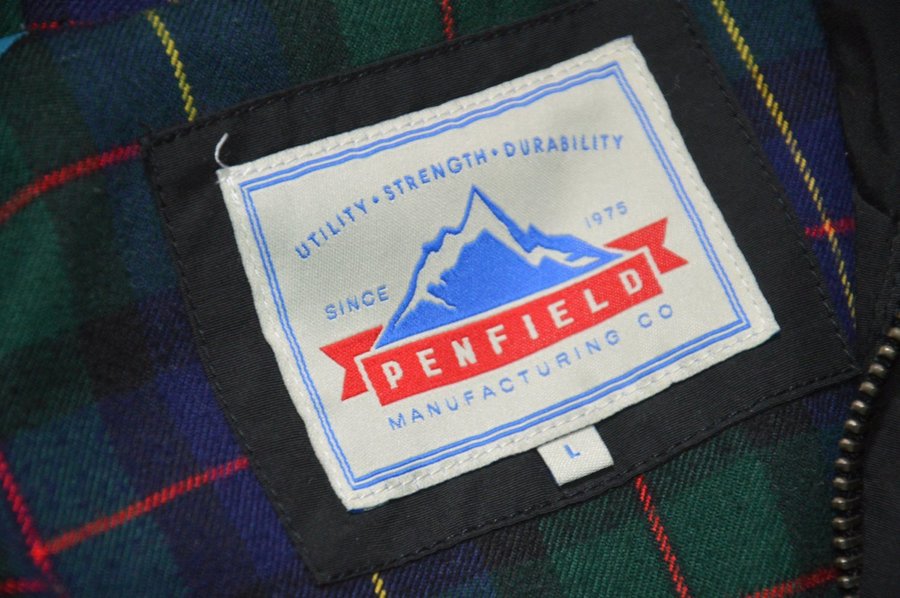 UTILITY • STRENGTH • DURABILITY
SINCE 1975
PENFIELD
MANUFACTURING CO
L